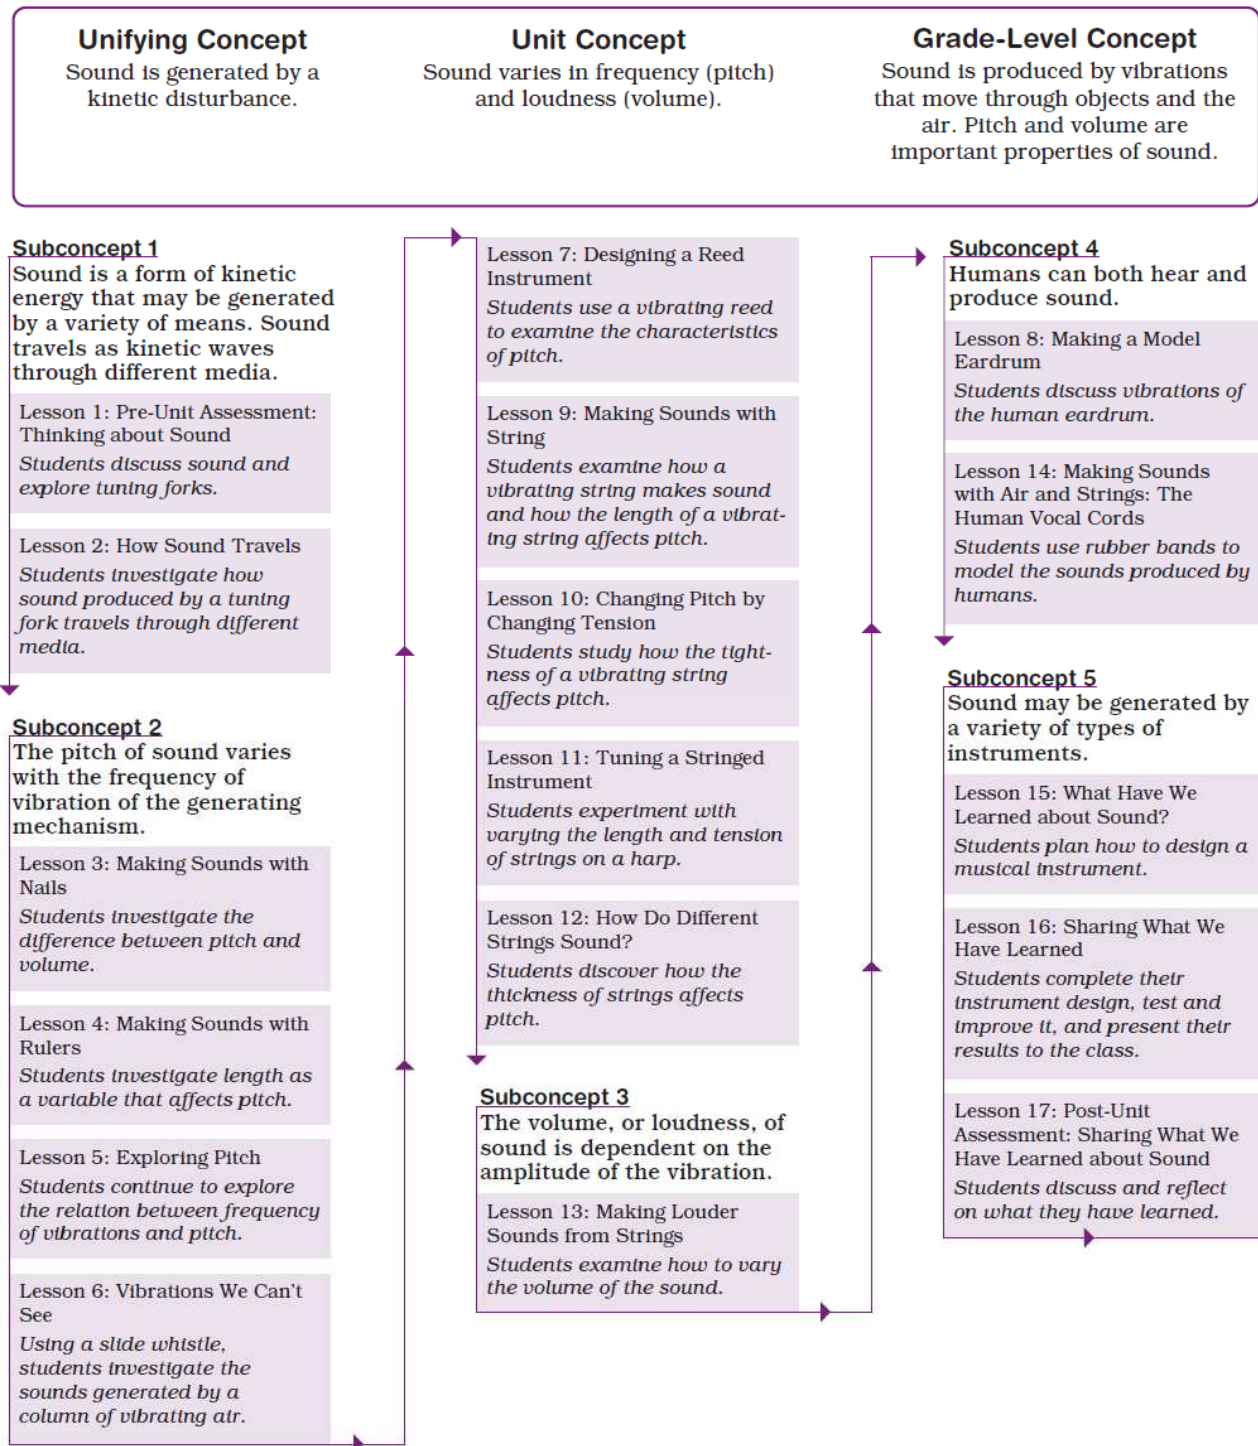 Unifying Concept
Sound is generated by a
kinetic disturbance.
Unit Concept
Sound varies in frequency (pitch)
and loudness (volume).
Grade-Level Concept
Sound is produced by vibrations
that move through objects and the
air. Pitch and volume are
important properties of sound.
Subconcept 1
Sound is a form of kinetic
energy that may be generated
by a variety of means. Sound
travels as kinetic waves
through different media.
Lesson 1: Pre-Unit Assessment:
Thinking about Sound
Students discuss sound and
explore tuning forks.
Lesson 2: How Sound Travels
Students investigate how
sound produced by a tuning
fork travels through different
media.
Subconcept 2
The pitch of sound varies
with the frequency of
vibration of the generating
mechanism.
Lesson 3: Making Sounds with
Nails
Students investigate the
difference between pitch and
volume.
Lesson 4: Making Sounds with
Rulers
Students investigate length as
a variable that affects pitch.
Lesson 5: Exploring Pitch
Students continue to explore
the relation between frequency
of vibrations and pitch.
Lesson 6: Vibrations We Can't
See
Using a slide whistle,
students investigate the
sounds generated by a
column of vibrating air.
Lesson 7: Designing a Reed
Instrument
Students use a vibrating reed
to examine the characteristics
of pitch.
Lesson 9: Making Sounds with
String
Students examine how a
vibrating string makes sound
and how the length of a vibrat-
ing string affects pitch.
Lesson 10: Changing Pitch by
Changing Tension
Students study how the tight-
ness of a vibrating string
affects pitch.
Lesson 11: Tuning a Stringed
Instrument
Students experiment with
varying the length and tension
of strings on a harp.
Lesson 12: How Do Different
Strings Sound?
Students discover how the
thickness of strings affects
pitch.
Subconcept 3
The volume, or loudness, of
sound is dependent on the
amplitude of the vibration.
Lesson 13: Making Louder
Sounds from Strings
Students examine how to vary
the volume of the sound.
Subconcept 4
Humans can both hear and
produce sound.
Lesson 8: Making a Model
Eardrum
Students discuss vibrations of
the human eardrum.
Lesson 14: Making Sounds
with Air and Strings: The
Human Vocal Cords
Students use rubber bands to
model the sounds produced by
humans.
Subconcept 5
Sound may be generated by
a variety of types of
instruments.
Lesson 15: What Have We
Learned about Sound?
Students plan how to design a
musical instrument.
Lesson 16: Sharing What We
Have Learned
Students complete their
instrument design, test and
improve it, and present their
results to the class.
Lesson 17: Post-Unit
Assessment: Sharing What We
Have Learned about Sound
Students discuss and reflect
on what they have learned.